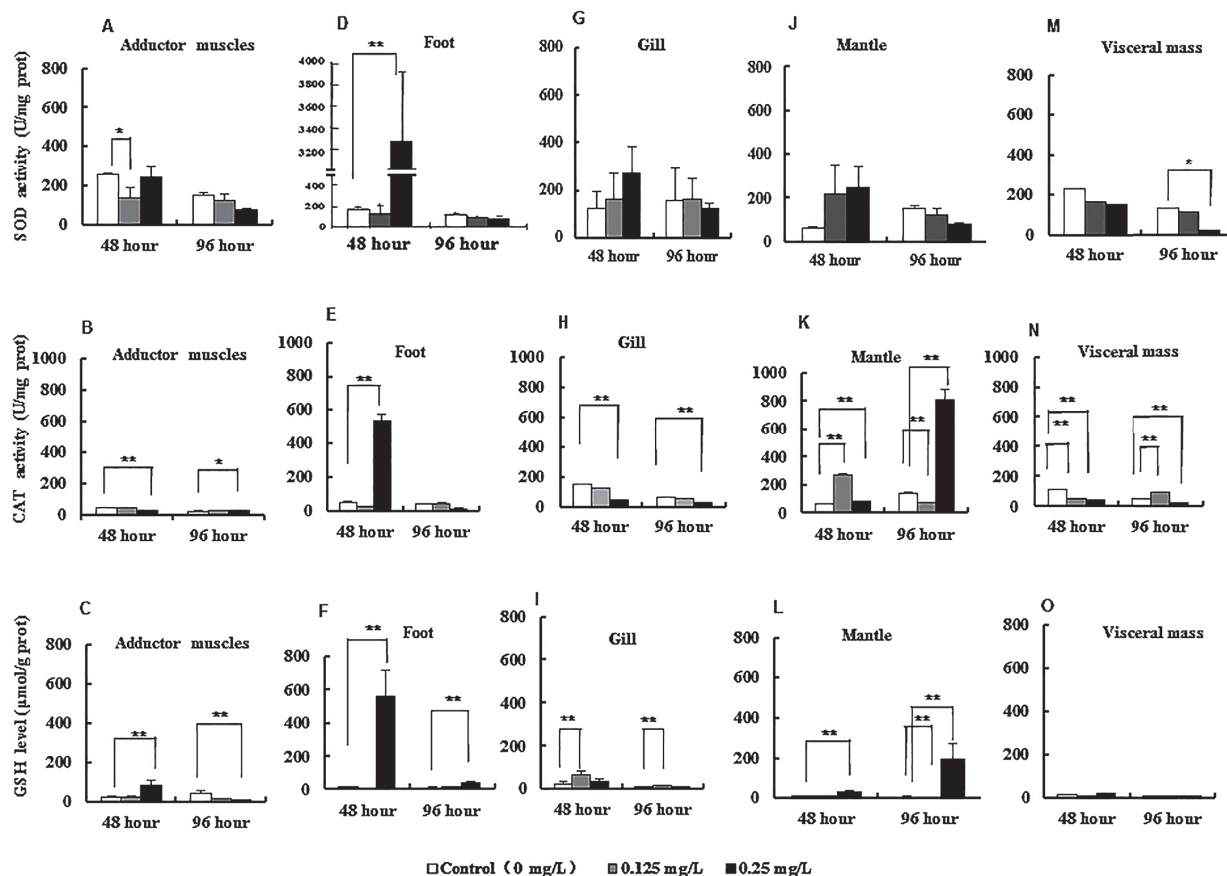 A
Adductor muscles
SOD activity (U/mg prot)
800
600
400
200
0
*
48 hour
96 hour
D
Foot
**
4000
3800
3600
3400
3200
3000
400
200
0
48 hour
96 hour
G
Gill
800
600
400
200
0
48 hour
96 hour
J
Mantle
800
600
400
200
0
48 hour
96 hour
M
Visceral mass
800
600
400
200
0
*
48 hour
96 hour
B
Adductor muscles
CAT activity (U/mg prot)
1000
800
600
400
200
0
**
*
48 hour
96 hour
E
Foot
1000
800
600
400
200
0
**
48 hour
96 hour
H
Gill
1000
800
600
400
200
0
**
**
48 hour
96 hour
K
Mantle
1000
800
600
400
200
0
**
**
**
**
48 hour
96 hour
N
Visceral mass
1000
800
600
400
200
0
**
**
**
**
48 hour
96 hour
C
Adductor muscles
GSH level (μmol/g prot)
800
600
400
200
0
**
**
48 hour
96 hour
F
Foot
800
600
400
200
0
**
**
48 hour
96 hour
I
Gill
800
600
400
200
0
**
**
48 hour
96 hour
L
Mantle
800
600
400
200
0
**
**
**
48 hour
96 hour
O
Visceral mass
800
600
400
200
0
48 hour
96 hour
Control (0 mg/L) 0.125 mg/L 0.25 mg/L